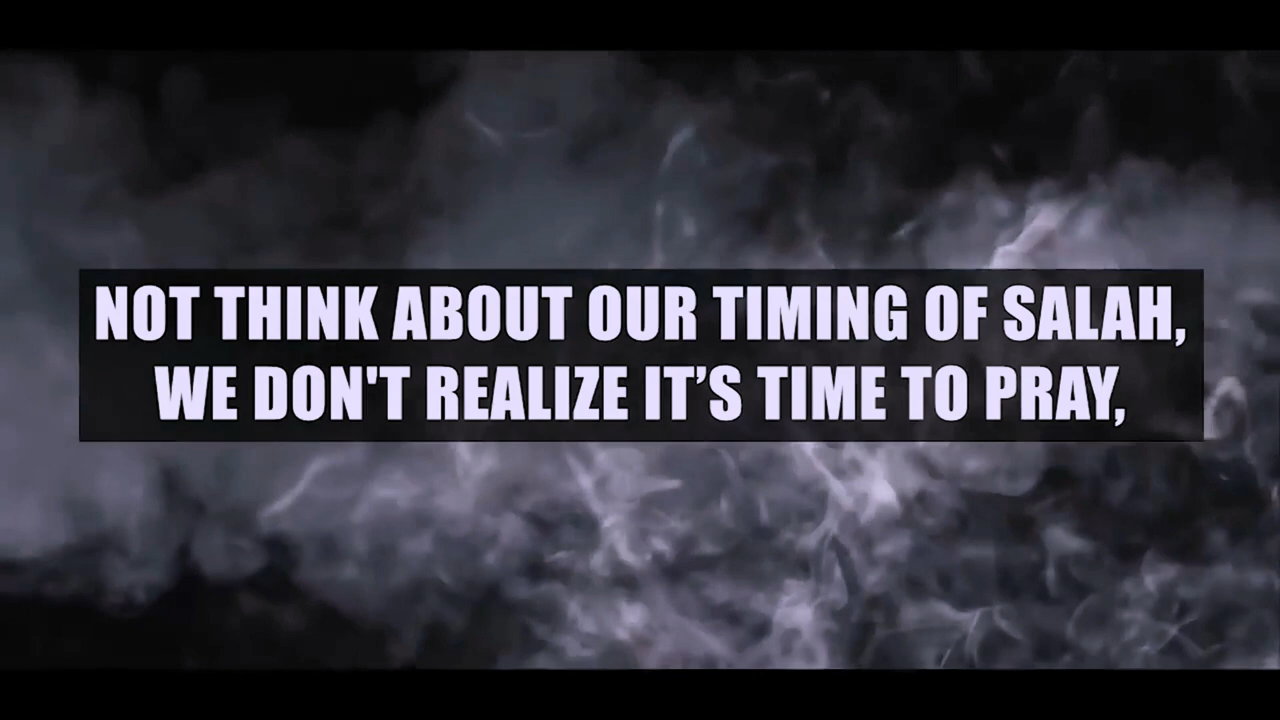 NOT THINK ABOUT OUR TIMING OF SALAH,
WE DON'T REALIZE IT’S TIME TO PRAY,